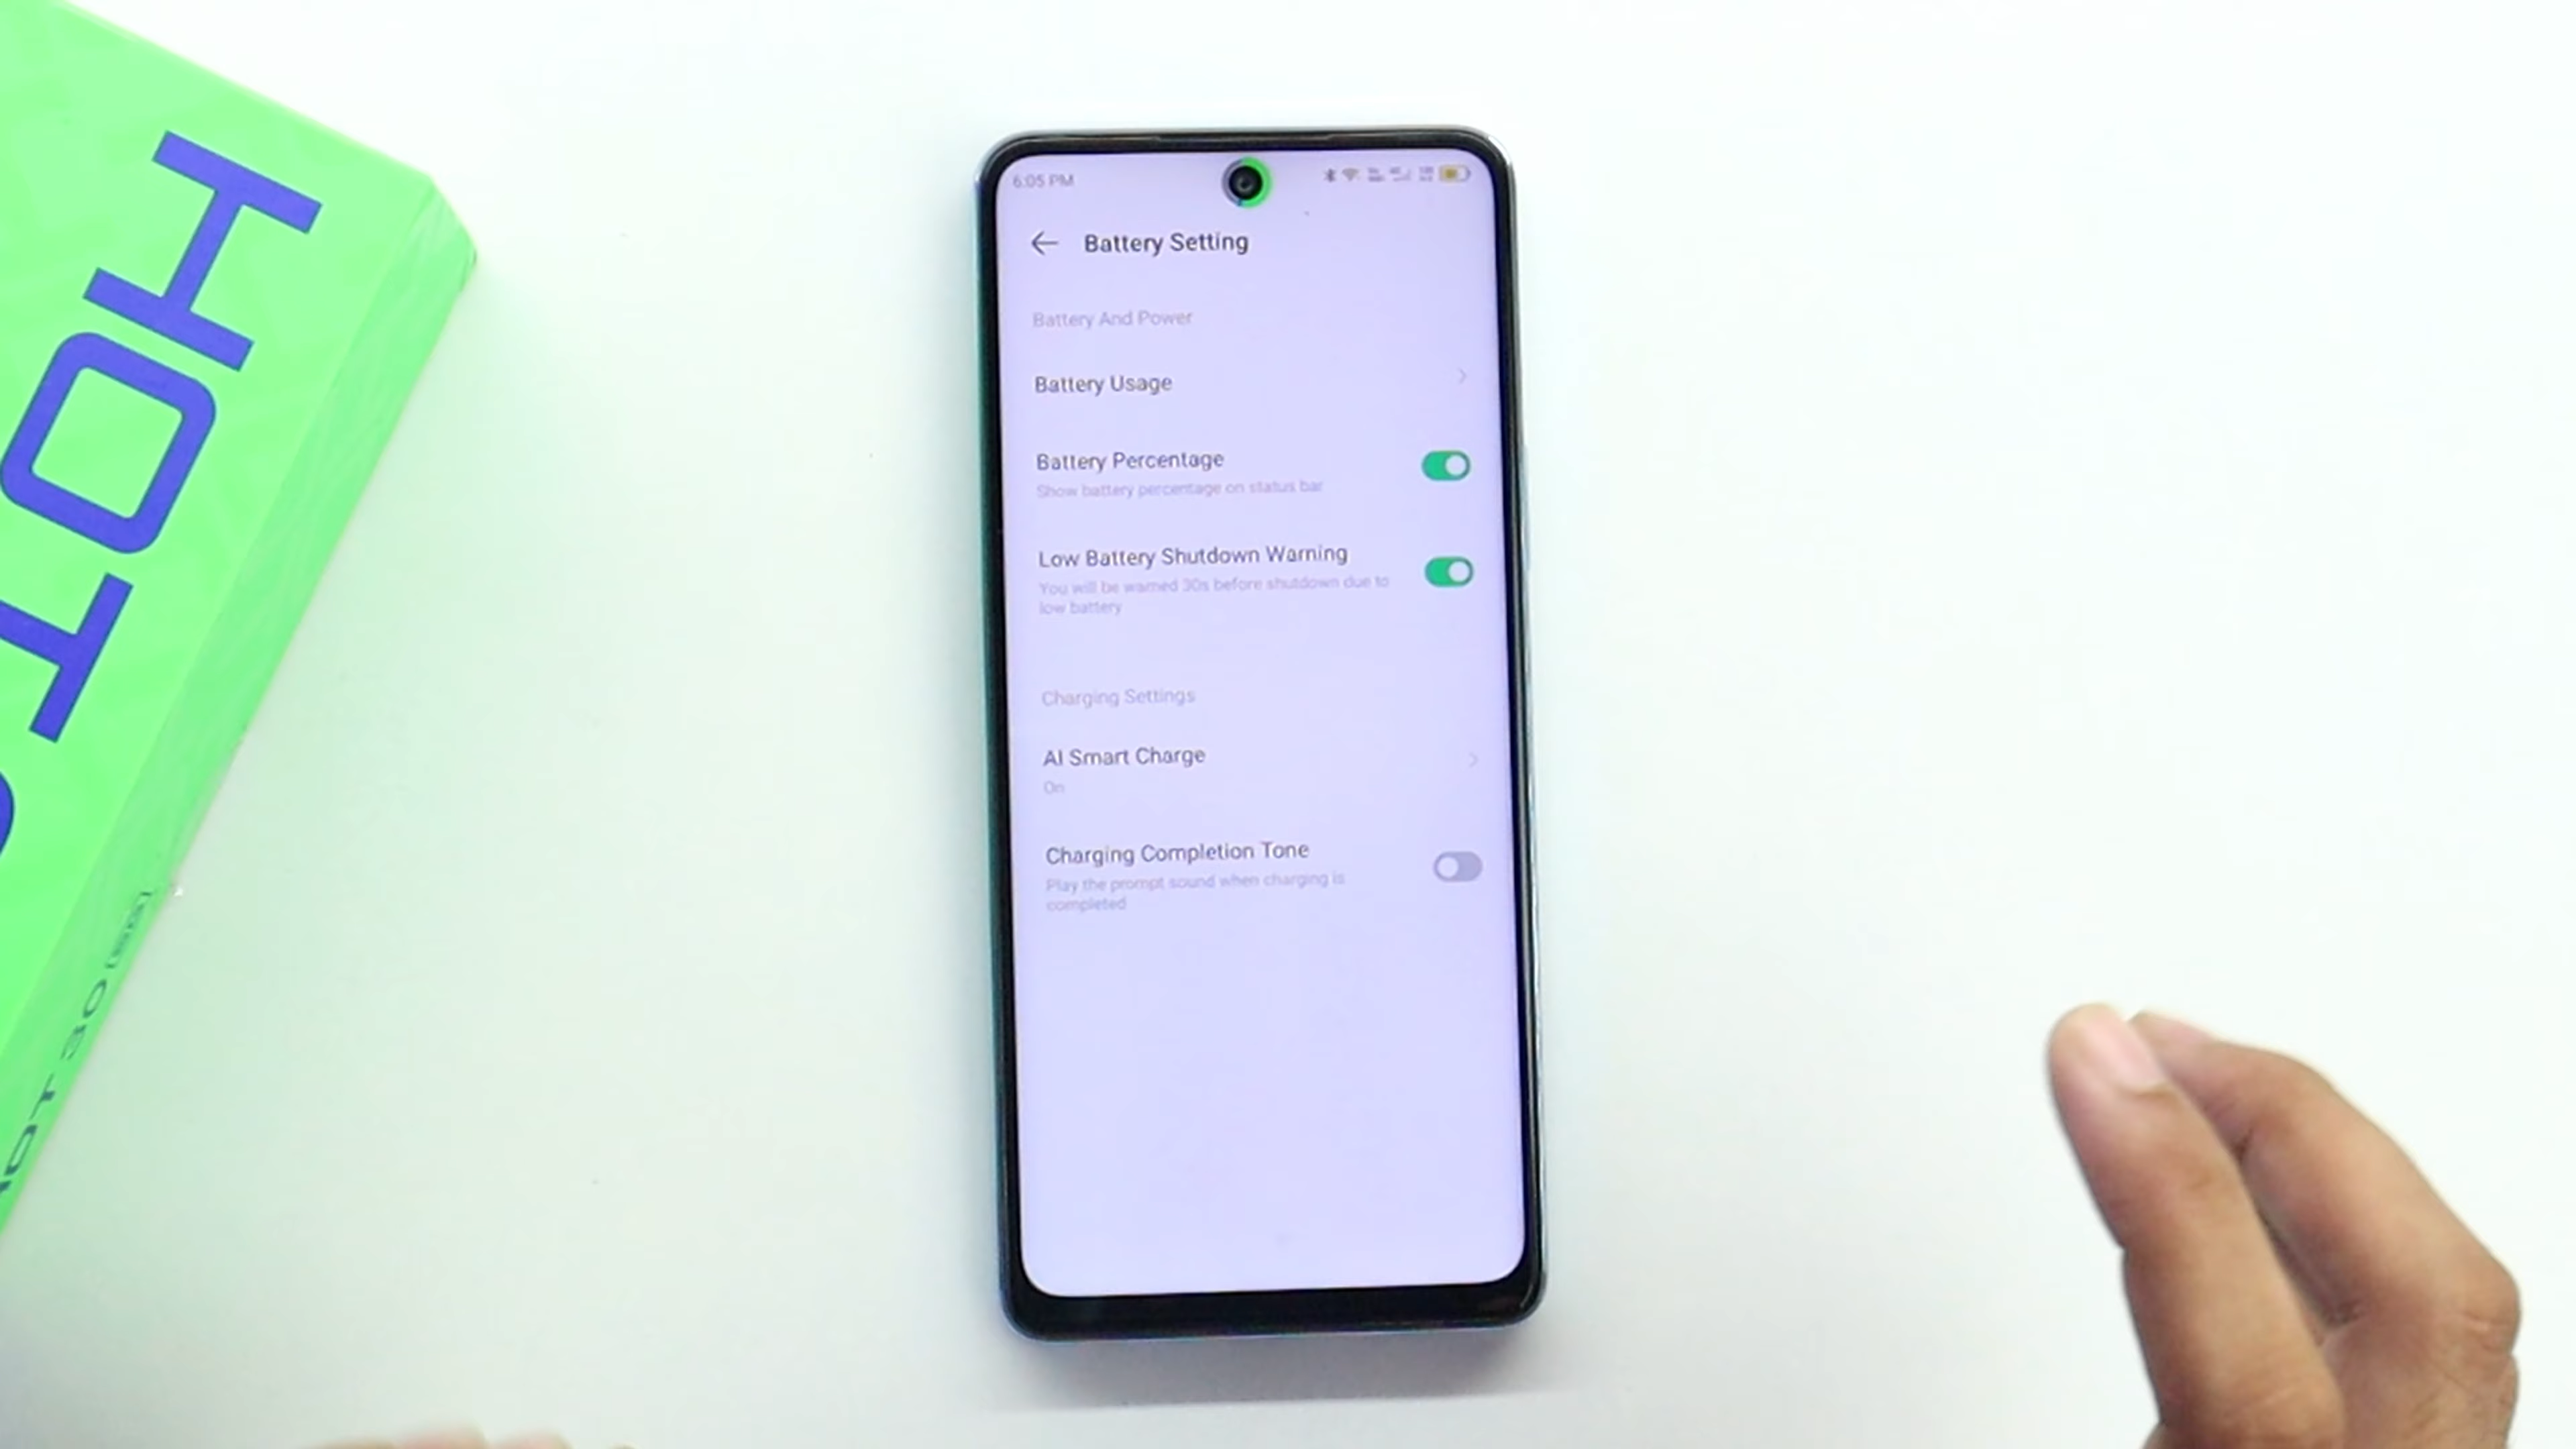 HOT
HOT 30
6:05 PM
Battery Setting
Battery And Power
Battery Usage
Battery Percentage
Show battery percentage on status bar
Low Battery Shutdown Warning
You will be warned 30s before shutdown due to
low battery
Charging Settings
AI Smart Charge
On
Charging Completion Tone
Play the prompt sound when charging is
completed